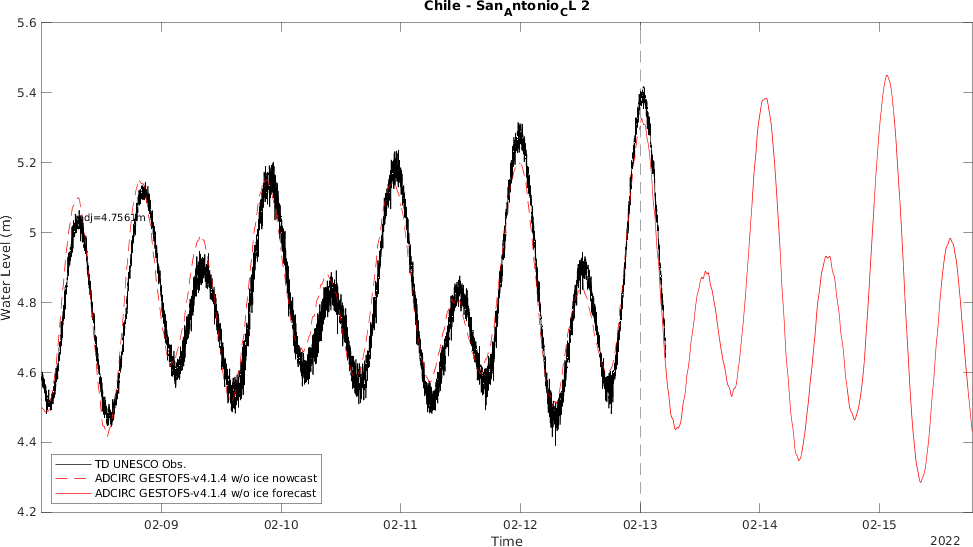 Chile - SanAntonioCL 2
5.6
5.4
5.2
5
4.8
4.6
4.4
4.2
Water Level (m)
dj=4.7561m
TD UNESCO Obs.
ADCIRC GESTOFS-v4.1.4 w/o ice nowcast
ADCIRC GESTOFS-v4.1.4 w/o ice forecast
02-09 02-10 02-11 02-12 02-13 02-14 02-15
Time
2022